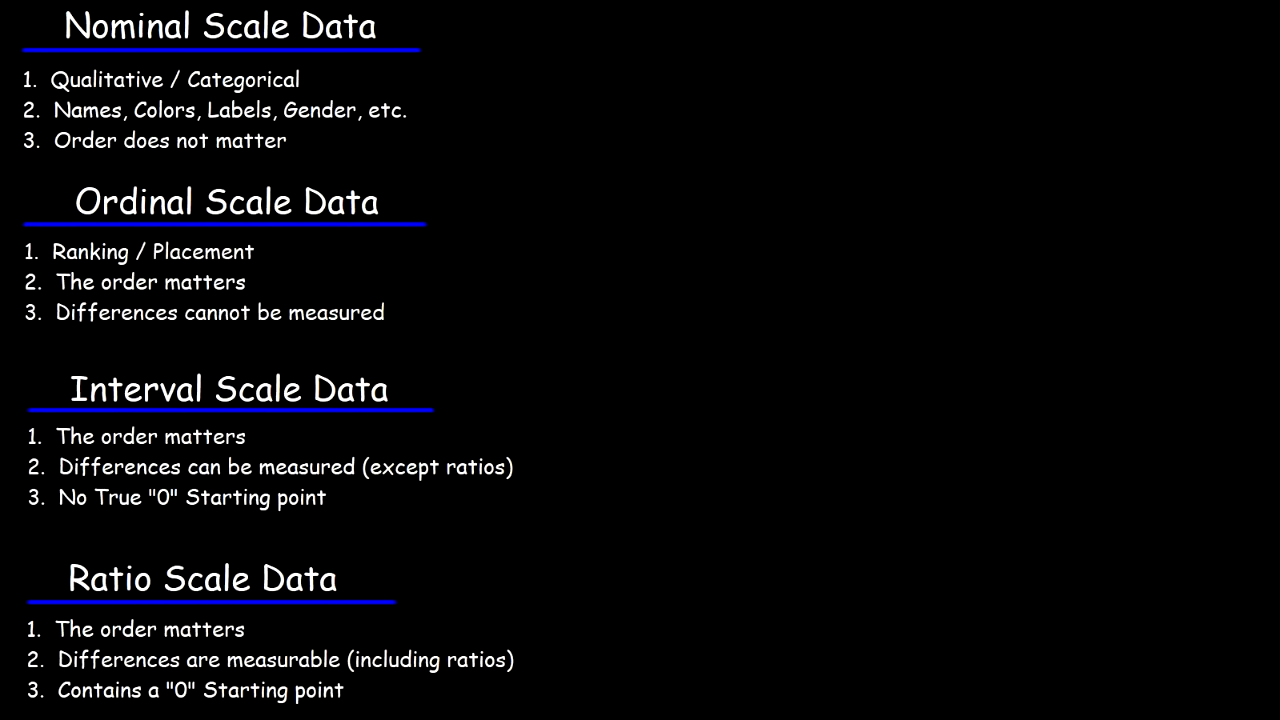 Nominal Scale Data
1. Qualitative / Categorical
2. Names, Colors, Labels, Gender, etc.
3. Order does not matter
Ordinal Scale Data
1. Ranking / Placement
2. The order matters
3. Differences cannot be measured
Interval Scale Data
1. The order matters
2. Differences can be measured (except ratios)
3. No True "0" Starting point
Ratio Scale Data
1. The order matters
2. Differences are measurable (including ratios)
3. Contains a "0" Starting point